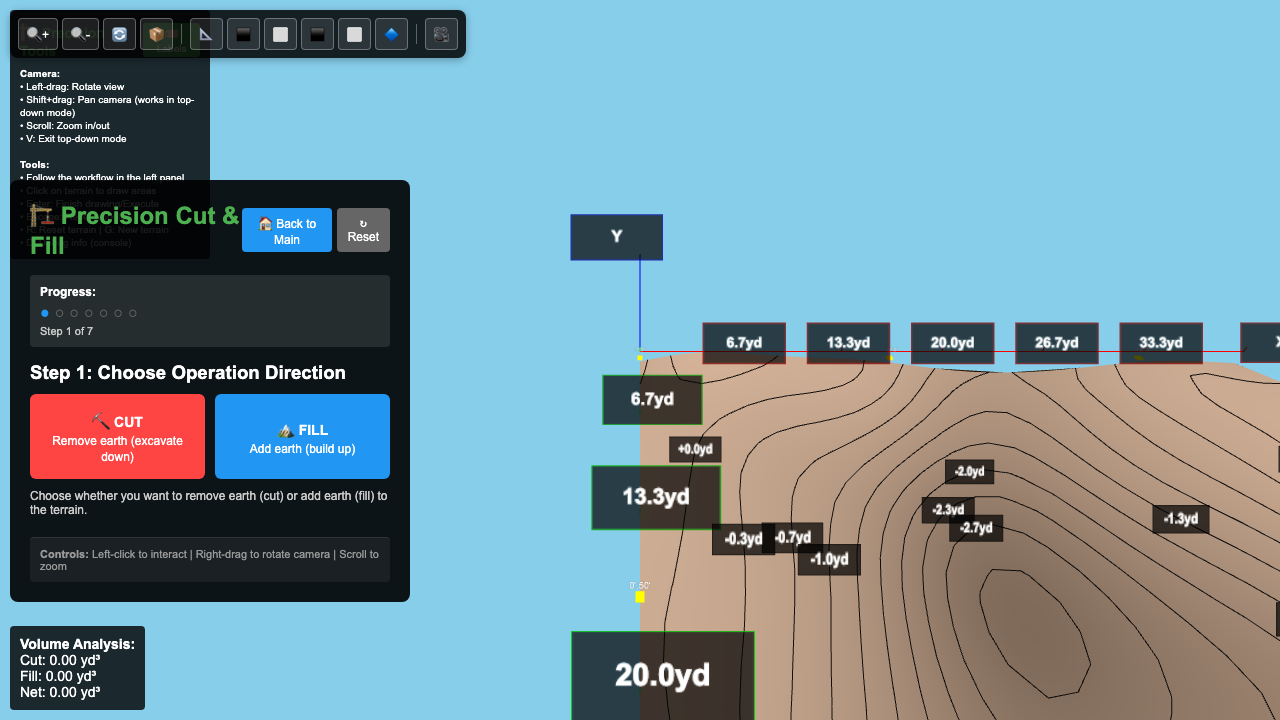 Tools
Labels
Camera:
• Left-drag: Rotate view
• Shift+drag: Pan camera (works in top-
down mode)
• Scroll: Zoom in/out
• V: Exit top-down mode
Tools:
• Follow the workflow in the left panel
• Click on terrain to draw areas
🏗️ Precision Cut &
Fill
R: Reset terrain | G: New terrain
info (console)
🏠 Back to
Main
↻
Reset
Progress:
Step 1 of 7
Step 1: Choose Operation Direction
⛏️ CUT
Remove earth (excavate
down)
🏔️ FILL
Add earth (build up)
Choose whether you want to remove earth (cut) or add earth (fill) to
the terrain.
Controls: Left-click to interact | Right-drag to rotate camera | Scroll to
zoom
Volume Analysis:
Cut: 0.00 yd³
Fill: 0.00 yd³
Net: 0.00 yd³
Y
6.7yd
13.3yd
20.0yd
26.7yd
33.3yd
6.7yd
+0.0yd
13.3yd
-0.3yd
-0.7yd
-1.0yd
-2.0yd
-2.3yd
-2.7yd
-1.3yd
0' 50'
20.0yd